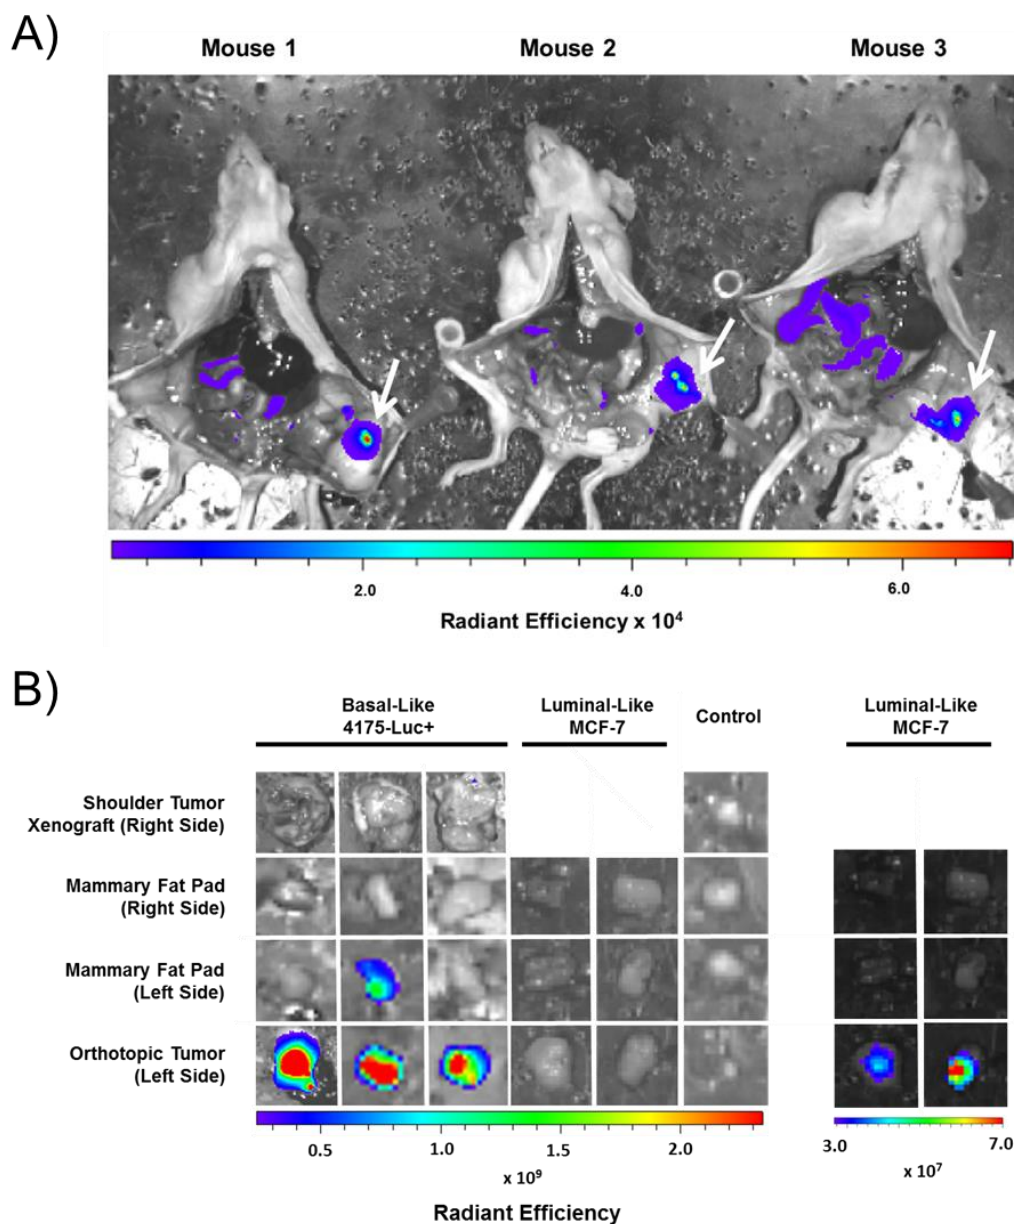 A)
Mouse 1
Mouse 2
Mouse 3
2.0
4.0
6.0
Radiant Efficiency x 10⁴
B)
Basal-Like
4175-Luc+
Luminal-Like
MCF-7
Control
Luminal-Like
MCF-7
Shoulder Tumor
Xenograft (Right Side)
Mammary Fat Pad
(Right Side)
Mammary Fat Pad
(Left Side)
Orthotopic Tumor
(Left Side)
0.5
1.0
1.5
2.0
x 10⁹
3.0
7.0
x 10⁷
Radiant Efficiency